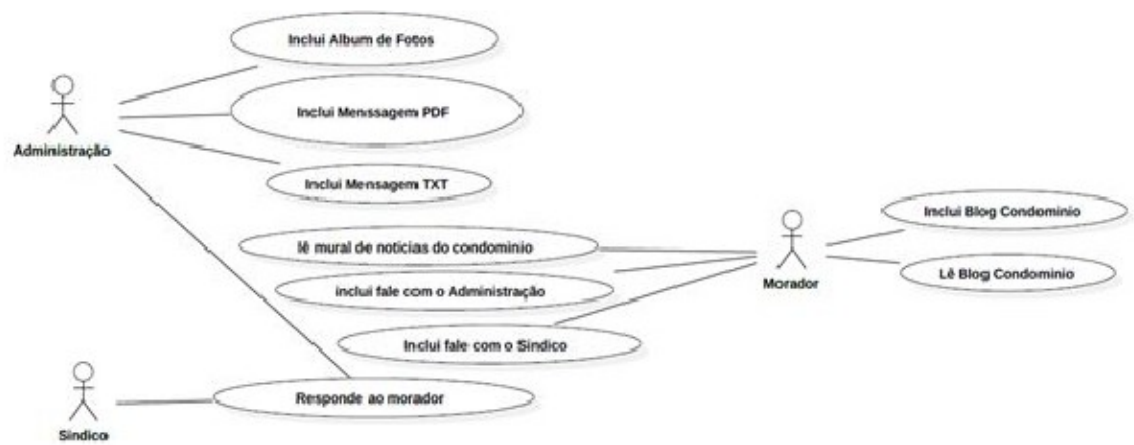 Inclui Album de Fotos
Inclui Menssagem PDF
Administração
Inclui Mensagem TXT
Inclui Blog Condominio
lê mural de noticias do condominio
Lê Blog Condominio
Morador
inclui fale com o Administração
Inclui fale com o Sindico
Responde ao morador
Sindico